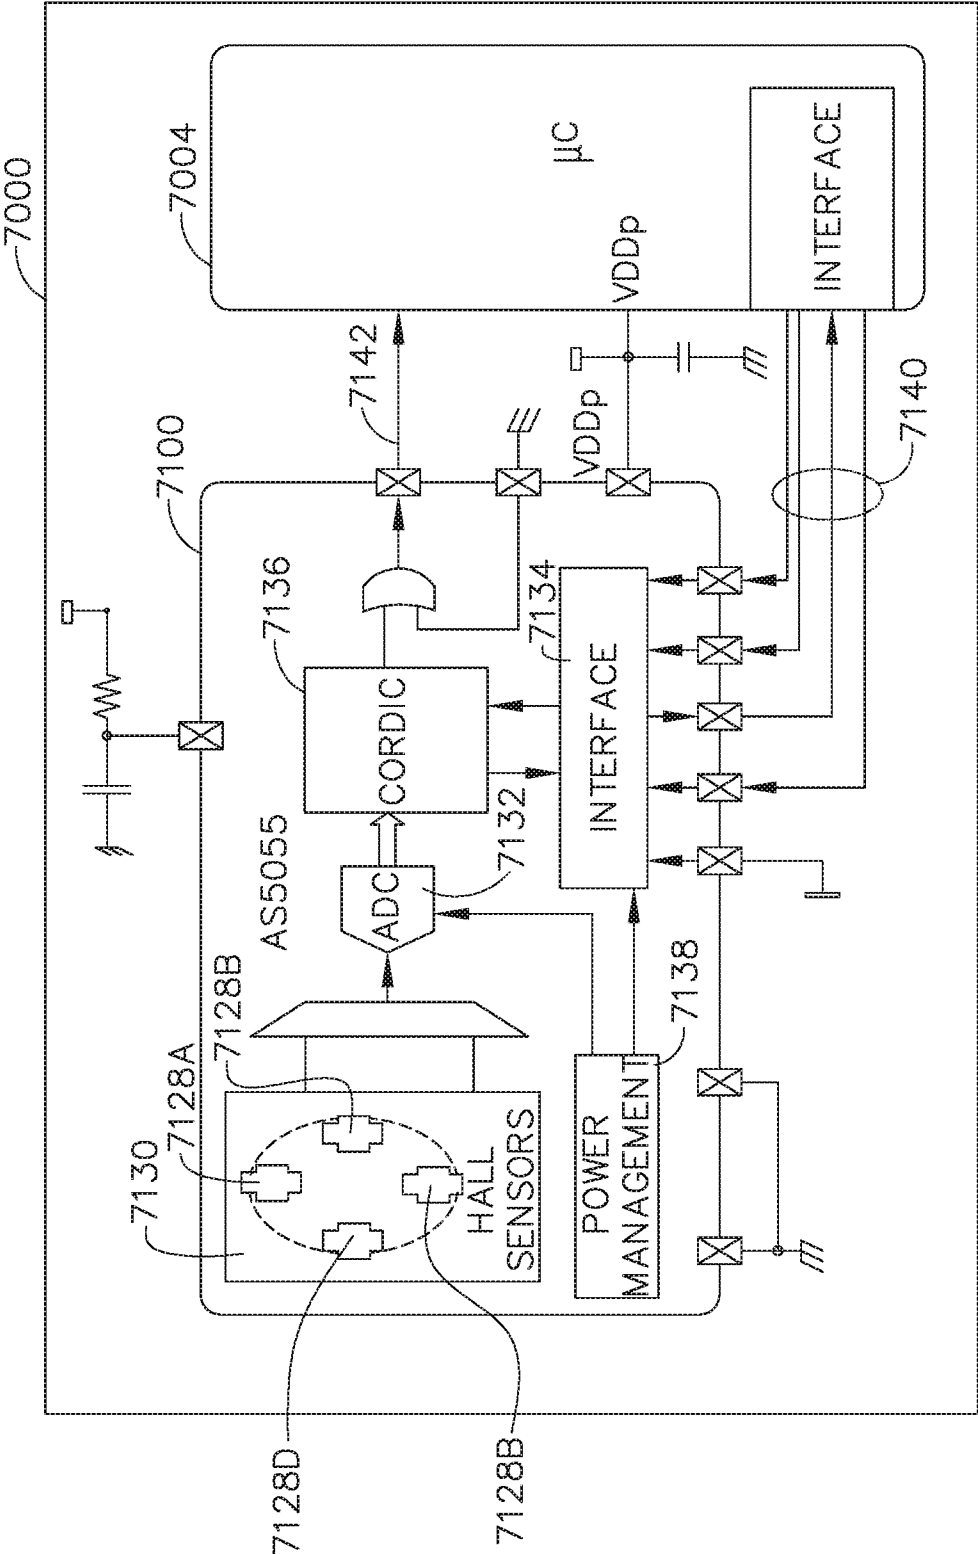 7000
7004
7100
7142
µC
VDDp
INTERFACE
VDDp
7140
7136
7134
CORDIC
INTERFACE
AS5055
7132
ADC
7128B
7128A
7130
HALL
SENSORS
POWER
MANAGEMENT
7138
7128D
7128B